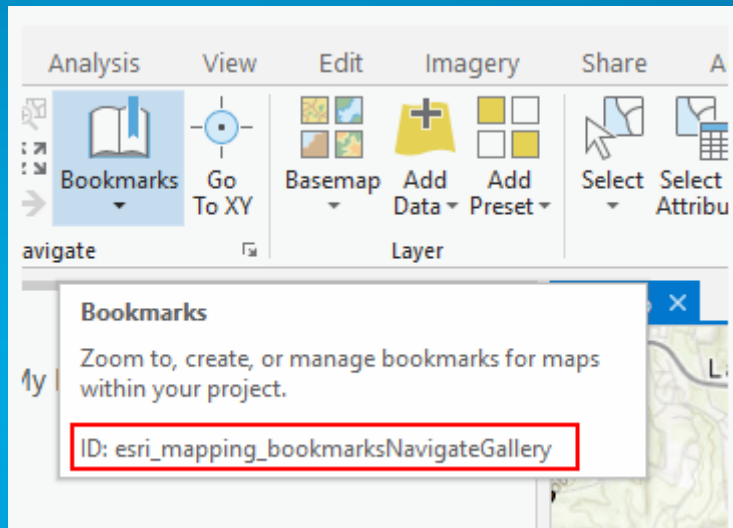 Analysis View Edit Imagery Share A
Bookmarks Go To XY Basemap Add Data Add Preset Select Select Attribu
avigate Layer
Bookmarks
Zoom to, create, or manage bookmarks for maps
within your project.
My
ID: esri_mapping_bookmarksNavigateGallery